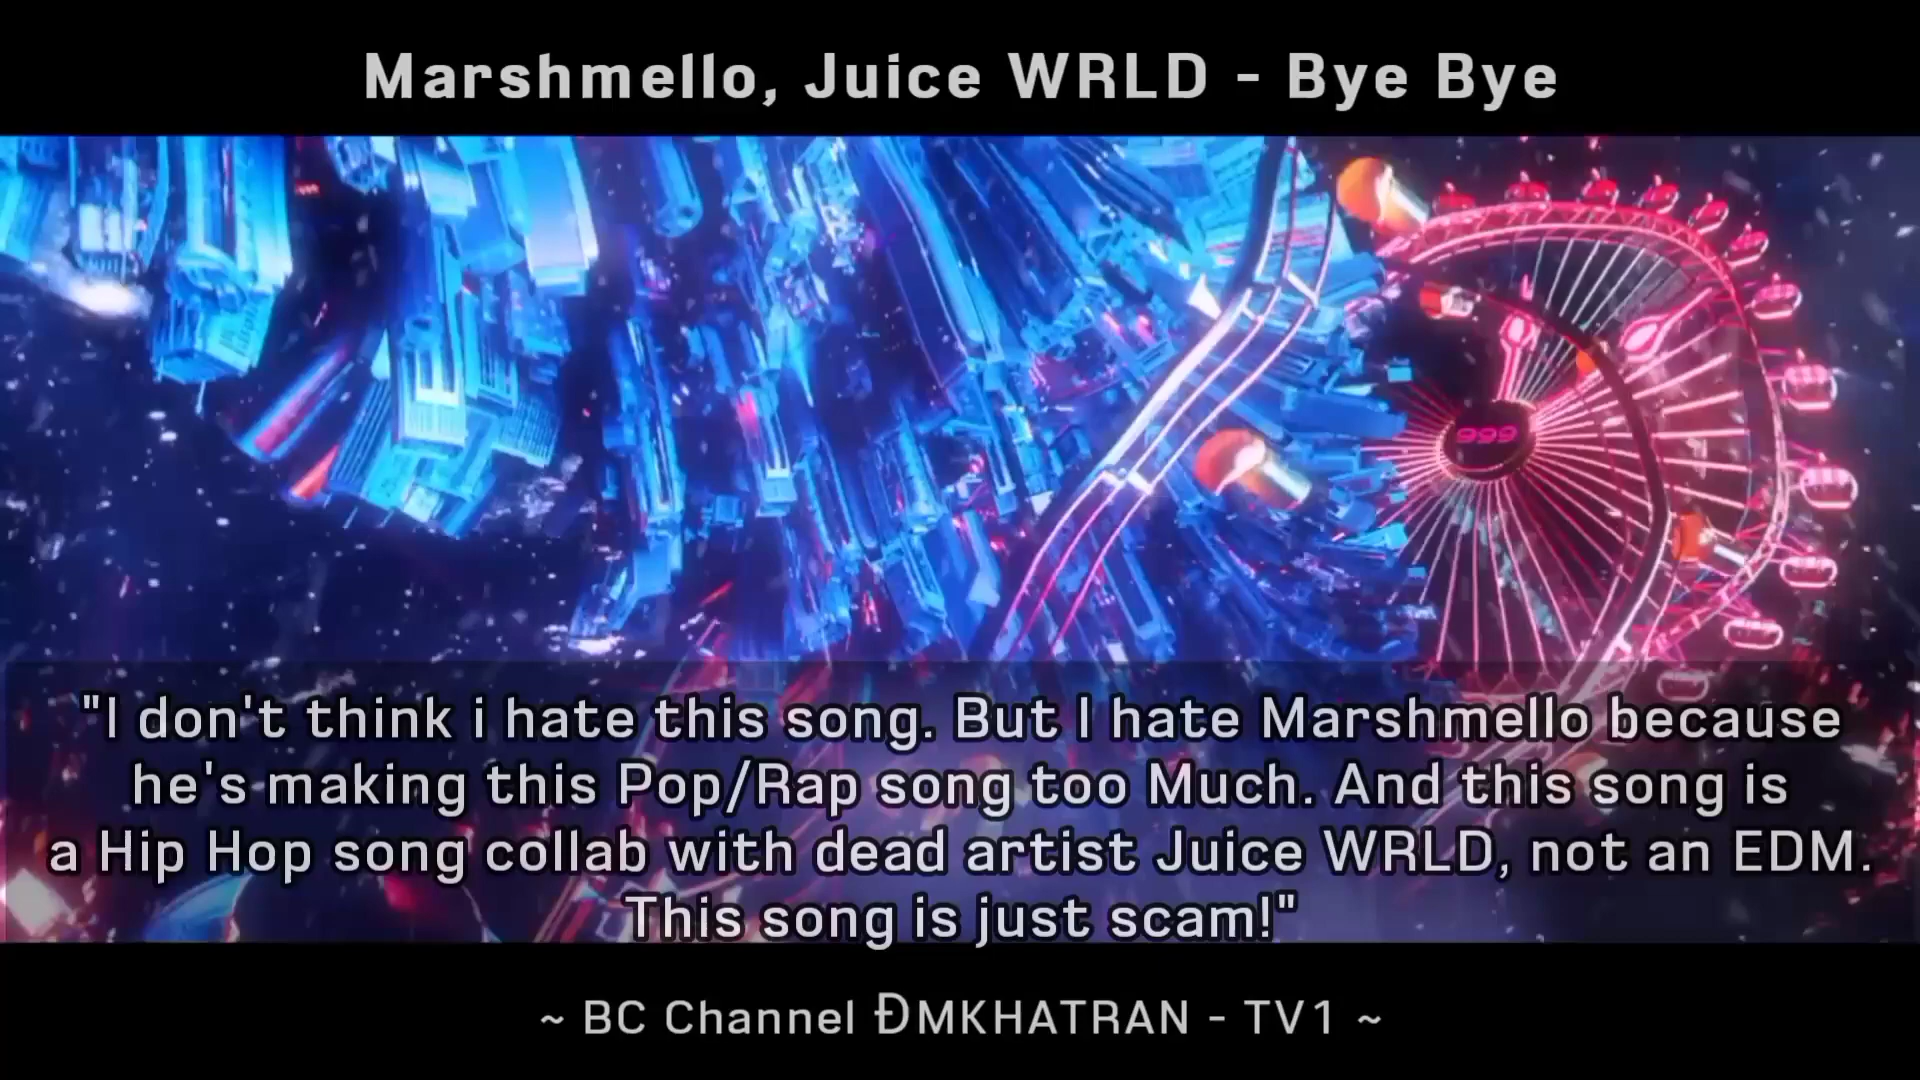 Marshmello, Juice WRLD - Bye Bye
999
"I don't think i hate this song. But I hate Marshmello because
he's making this Pop/Rap song too Much. And this song is
a Hip Hop song collab with dead artist Juice WRLD, not an EDM.
This song is just scam!"
~ BC Channel ĐMKHATRAN - TV1 ~